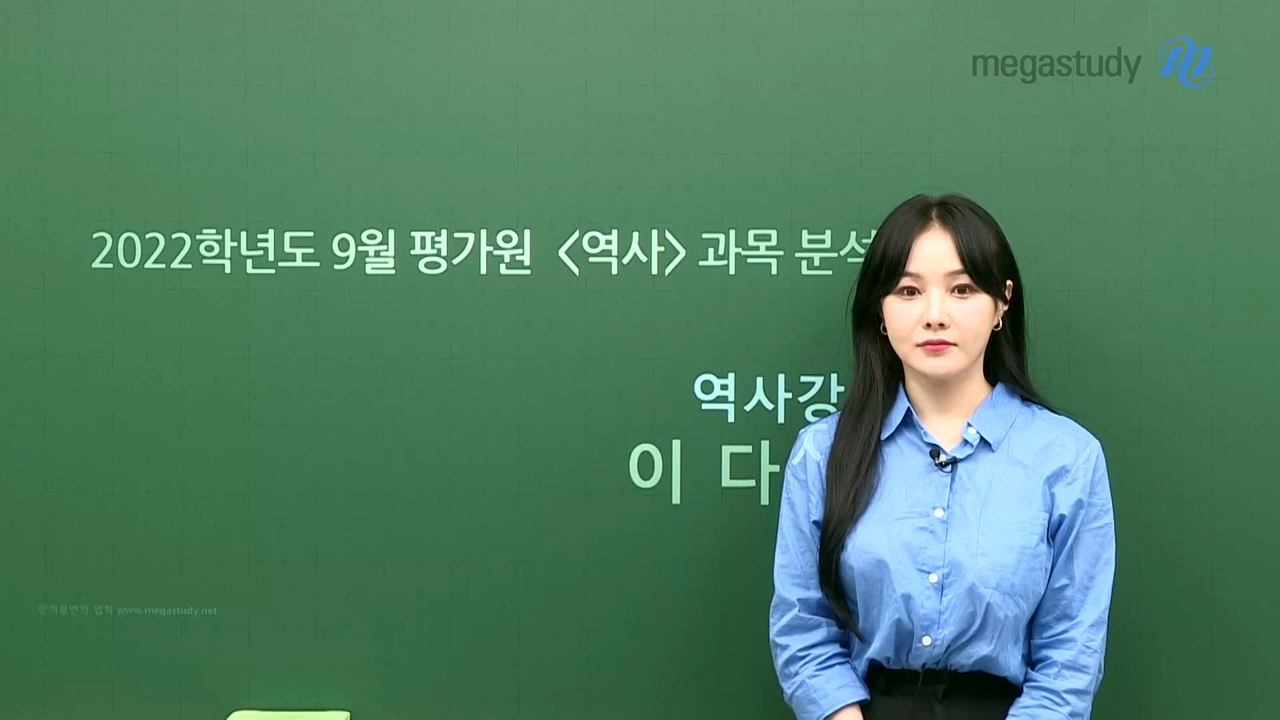 megastudy
2022학년도 9월 평가원 <역사> 과목 분석
역사강
이 다
www.megastudy.net